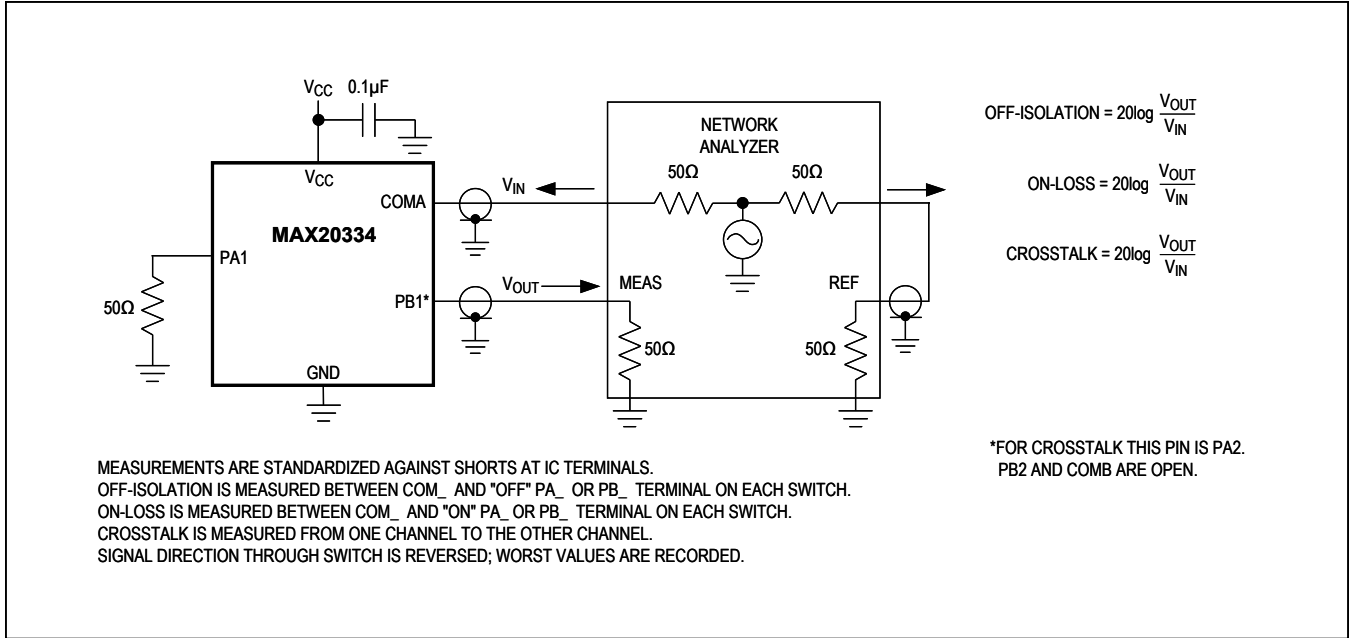 VCC 0.1µF
VCC
COMA
MAX20334
PA1
50Ω
PB1*
GND
VIN
VOUT
NETWORK
ANALYZER
50Ω 50Ω
MEAS REF
50Ω 50Ω
OFF-ISOLATION = 20log VOUT/VIN
ON-LOSS = 20log VOUT/VIN
CROSSTALK = 20log VOUT/VIN
*FOR CROSSTALK THIS PIN IS PA2.
PB2 AND COMB ARE OPEN.
MEASUREMENTS ARE STANDARDIZED AGAINST SHORTS AT IC TERMINALS.
OFF-ISOLATION IS MEASURED BETWEEN COM_ AND "OFF" PA_ OR PB_ TERMINAL ON EACH SWITCH.
ON-LOSS IS MEASURED BETWEEN COM_ AND "ON" PA_ OR PB_ TERMINAL ON EACH SWITCH.
CROSSTALK IS MEASURED FROM ONE CHANNEL TO THE OTHER CHANNEL.
SIGNAL DIRECTION THROUGH SWITCH IS REVERSED; WORST VALUES ARE RECORDED.